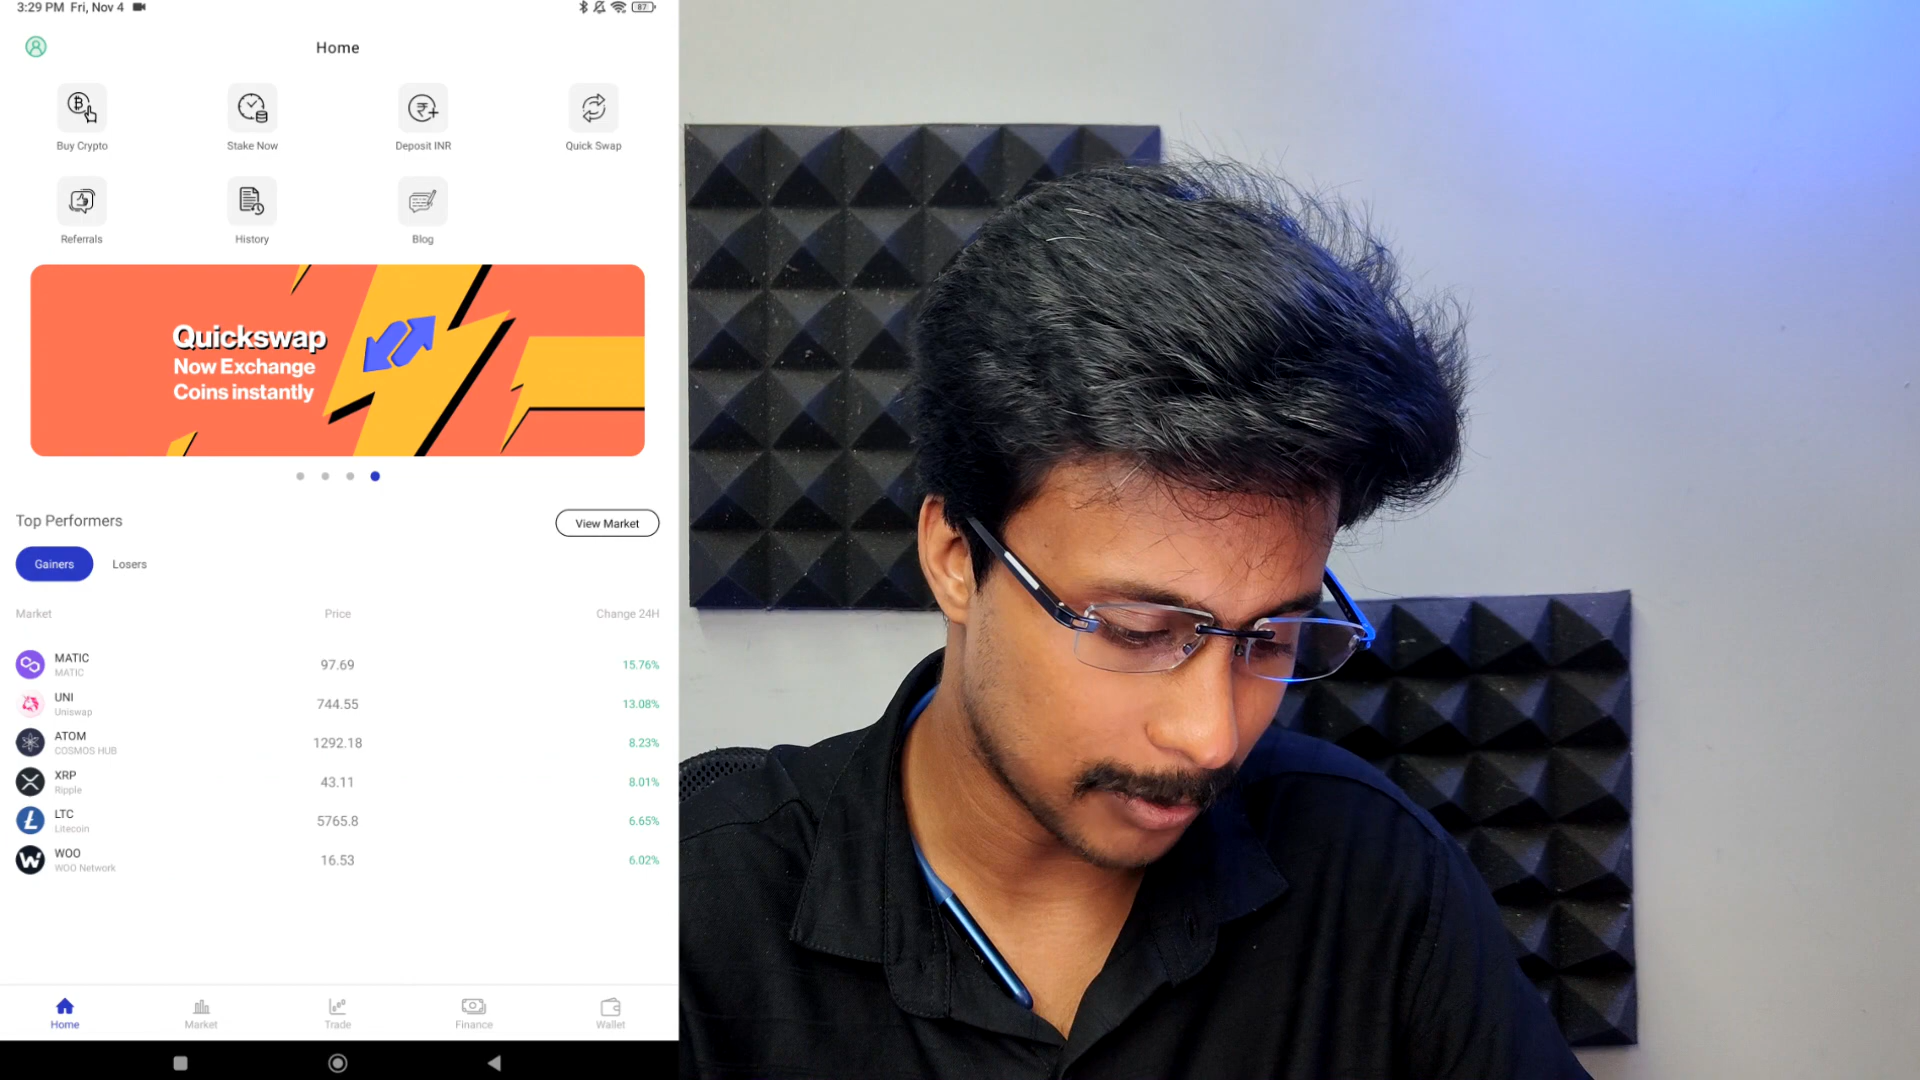 3:29 PM Fri, Nov 4
87
Home
Buy Crypto
Stake Now
Deposit INR
Quick Swap
Referrals
History
Blog
Quickswap
Now Exchange
Coins instantly
Top Performers
View Market
Gainers
Losers
Market
Price
Change 24H
MATIC
MATIC
97.69
15.76%
UNI
Uniswap
744.55
13.08%
ATOM
COSMOS HUB
1292.18
8.23%
XRP
Ripple
43.11
8.01%
LTC
Litecoin
5765.8
6.65%
WOO
WOO Network
16.53
6.02%
Home
Market
Trade
Finance
Wallet